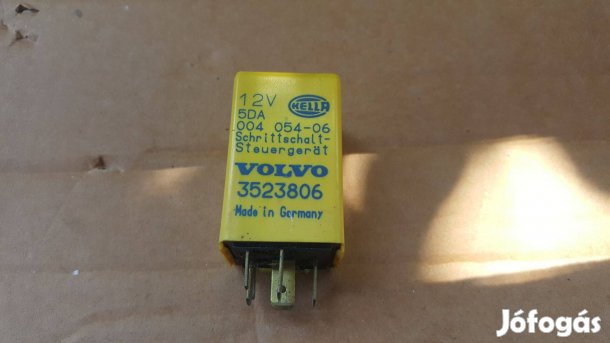 12V
HELLA
5DA
004 054-06
Schrittschalt-
Steuergerät
VOLVO
3523806
Made in Germany
Jófogás